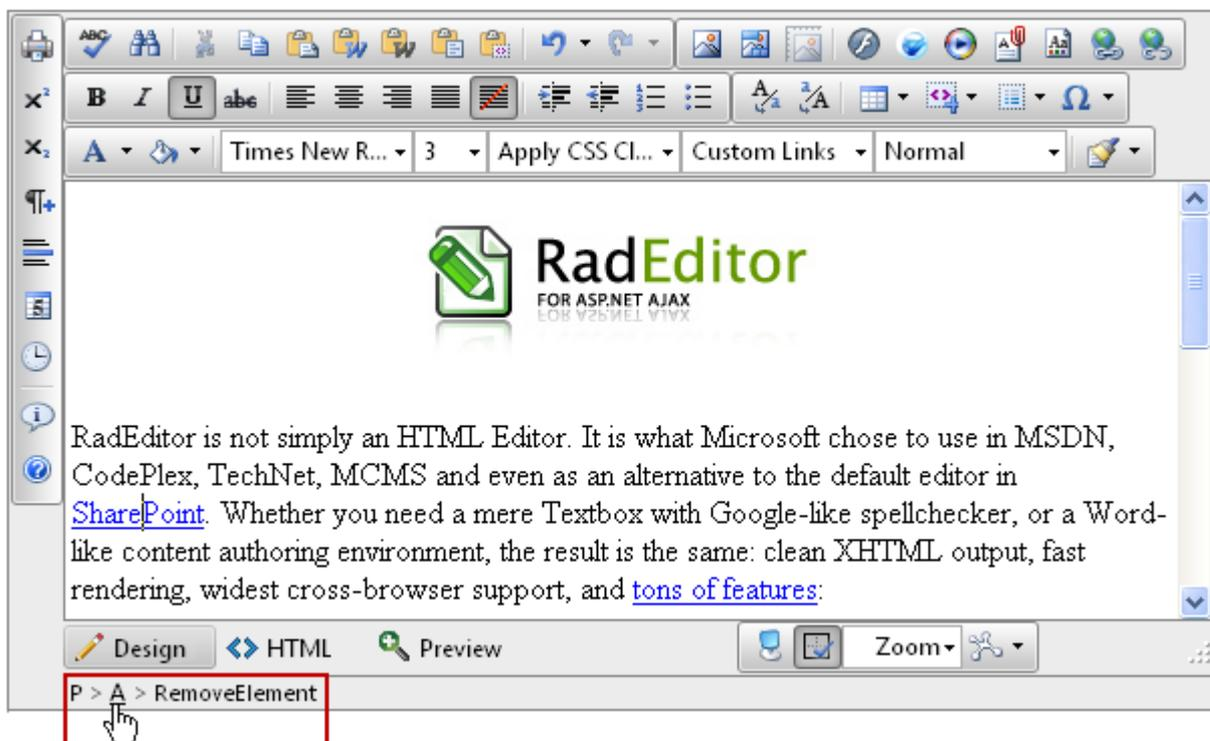 ABC
B I U abc
A Times New R... 3 Apply CSS Cl... Custom Links Normal
RadEditor
FOR ASP.NET AJAX
RadEditor is not simply an HTML Editor. It is what Microsoft chose to use in MSDN,
CodePlex, TechNet, MCMS and even as an alternative to the default editor in
SharePoint. Whether you need a mere Textbox with Google-like spellchecker, or a Word-
like content authoring environment, the result is the same: clean XHTML output, fast
rendering, widest cross-browser support, and tons of features:
Design HTML Preview Zoom
P > A > RemoveElement